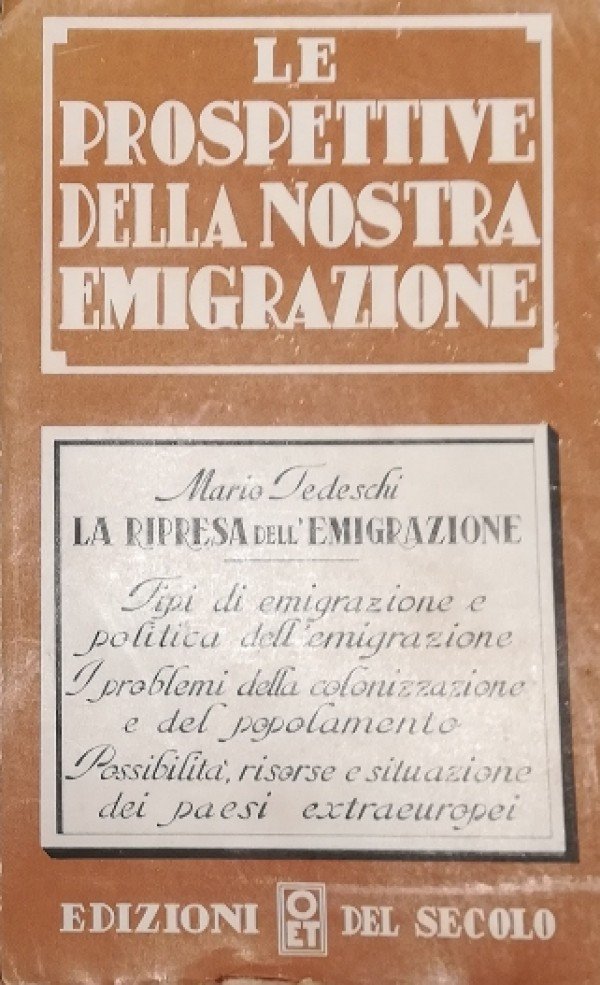 LE
PROSPETTIVE
DELLA NOSTRA
EMIGRAZIONE
Mario Tedeschi
LA RIPRESA DELL'EMIGRAZIONE
Tipi di emigrazione e
politica dell'emigrazione
I problemi della colonizzazione
e del popolamento
Possibilità, risorse e situazione
dei paesi extraeuropei
EDIZIONI OET DEL SECOLO